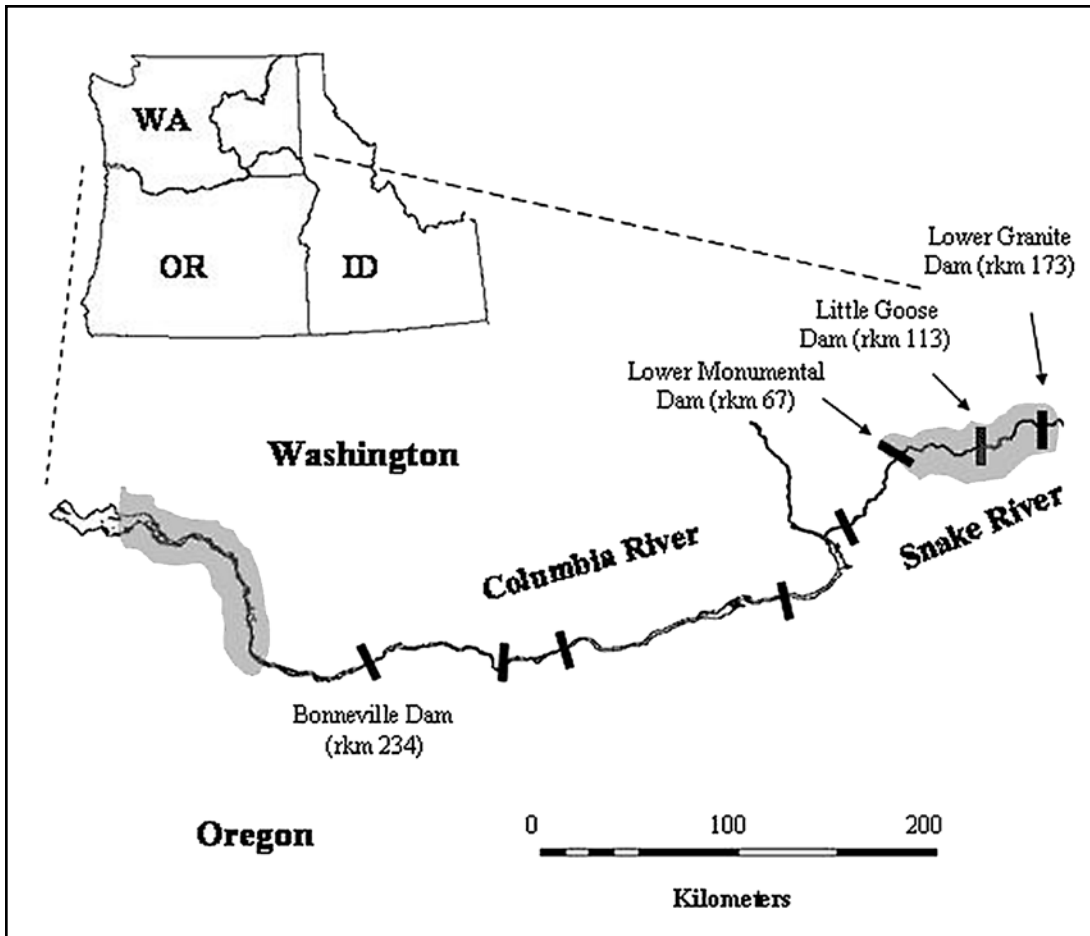 WA
OR
ID
Lower Granite
Dam (rkm 173)
Little Goose
Dam (rkm 113)
Lower Monumental
Dam (rkm 67)
Washington
Columbia River
Snake River
Bonneville Dam
(rkm 234)
Oregon
0 100 200
Kilometers